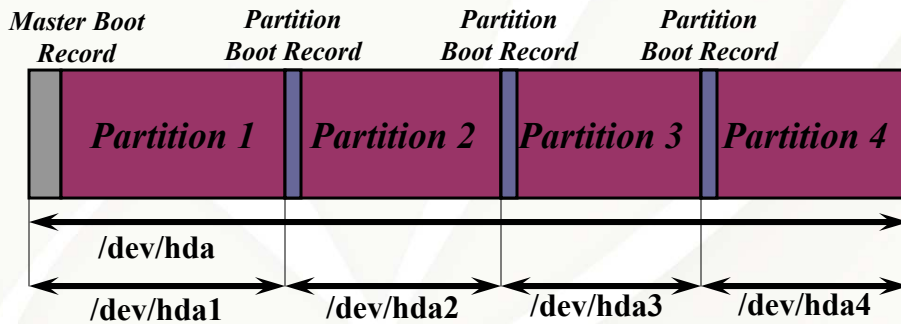 Master Boot
Record
Partition
Boot Record
Partition
Boot Record
Partition
Boot Record
Partition 1
Partition 2
Partition 3
Partition 4
/dev/hda
/dev/hda1
/dev/hda2
/dev/hda3
/dev/hda4